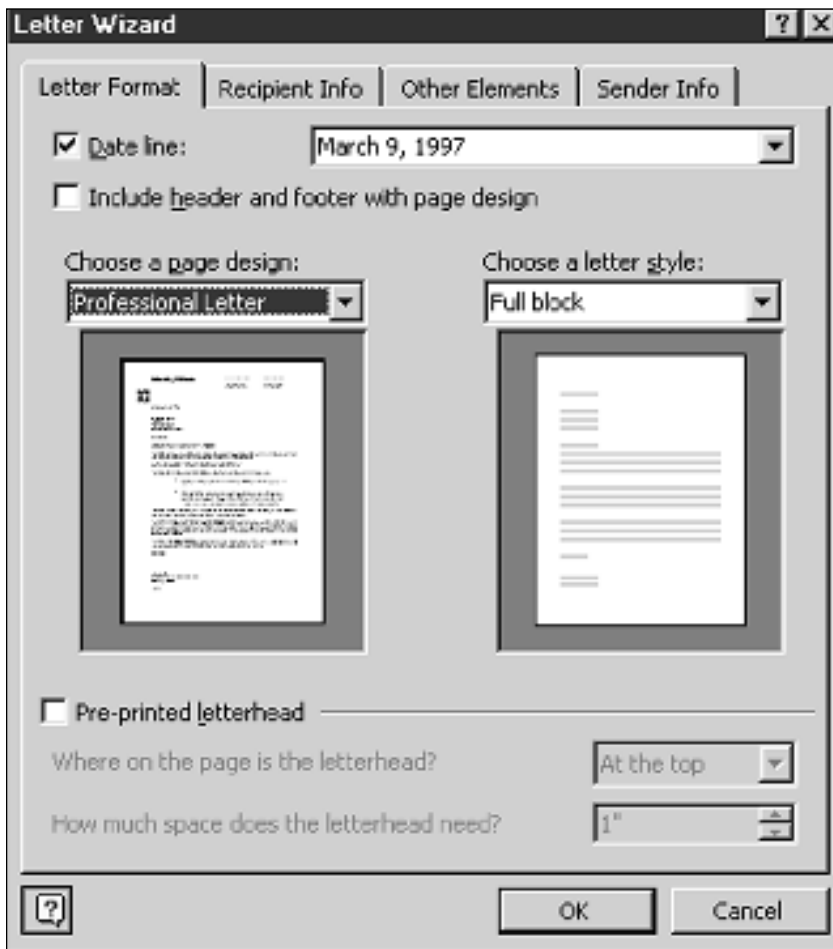 Letter Wizard
Letter Format Recipient Info Other Elements Sender Info
Date line: March 9, 1997
Include header and footer with page design
Choose a page design: Choose a letter style:
Professional Letter Full block
Pre-printed letterhead
Where on the page is the letterhead? At the top
How much space does the letterhead need? 1"
OK Cancel